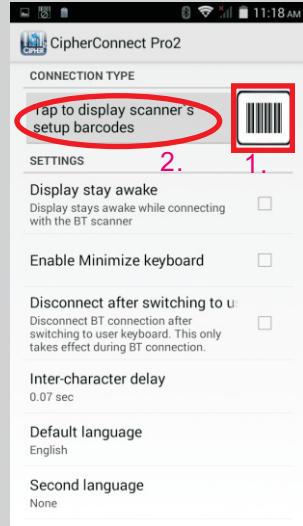 11:18 AM
CipherConnect Pro2
CONNECTION TYPE
Tap to display scanner's
setup barcodes
2.
1.
SETTINGS
Display stay awake
Display stays awake while connecting
with the BT scanner
Enable Minimize keyboard
Disconnect after switching to u
Disconnect BT connection after
switching to user keyboard. This only
takes effect during BT connection.
Inter-character delay
0.07 sec
Default language
English
Second language
None